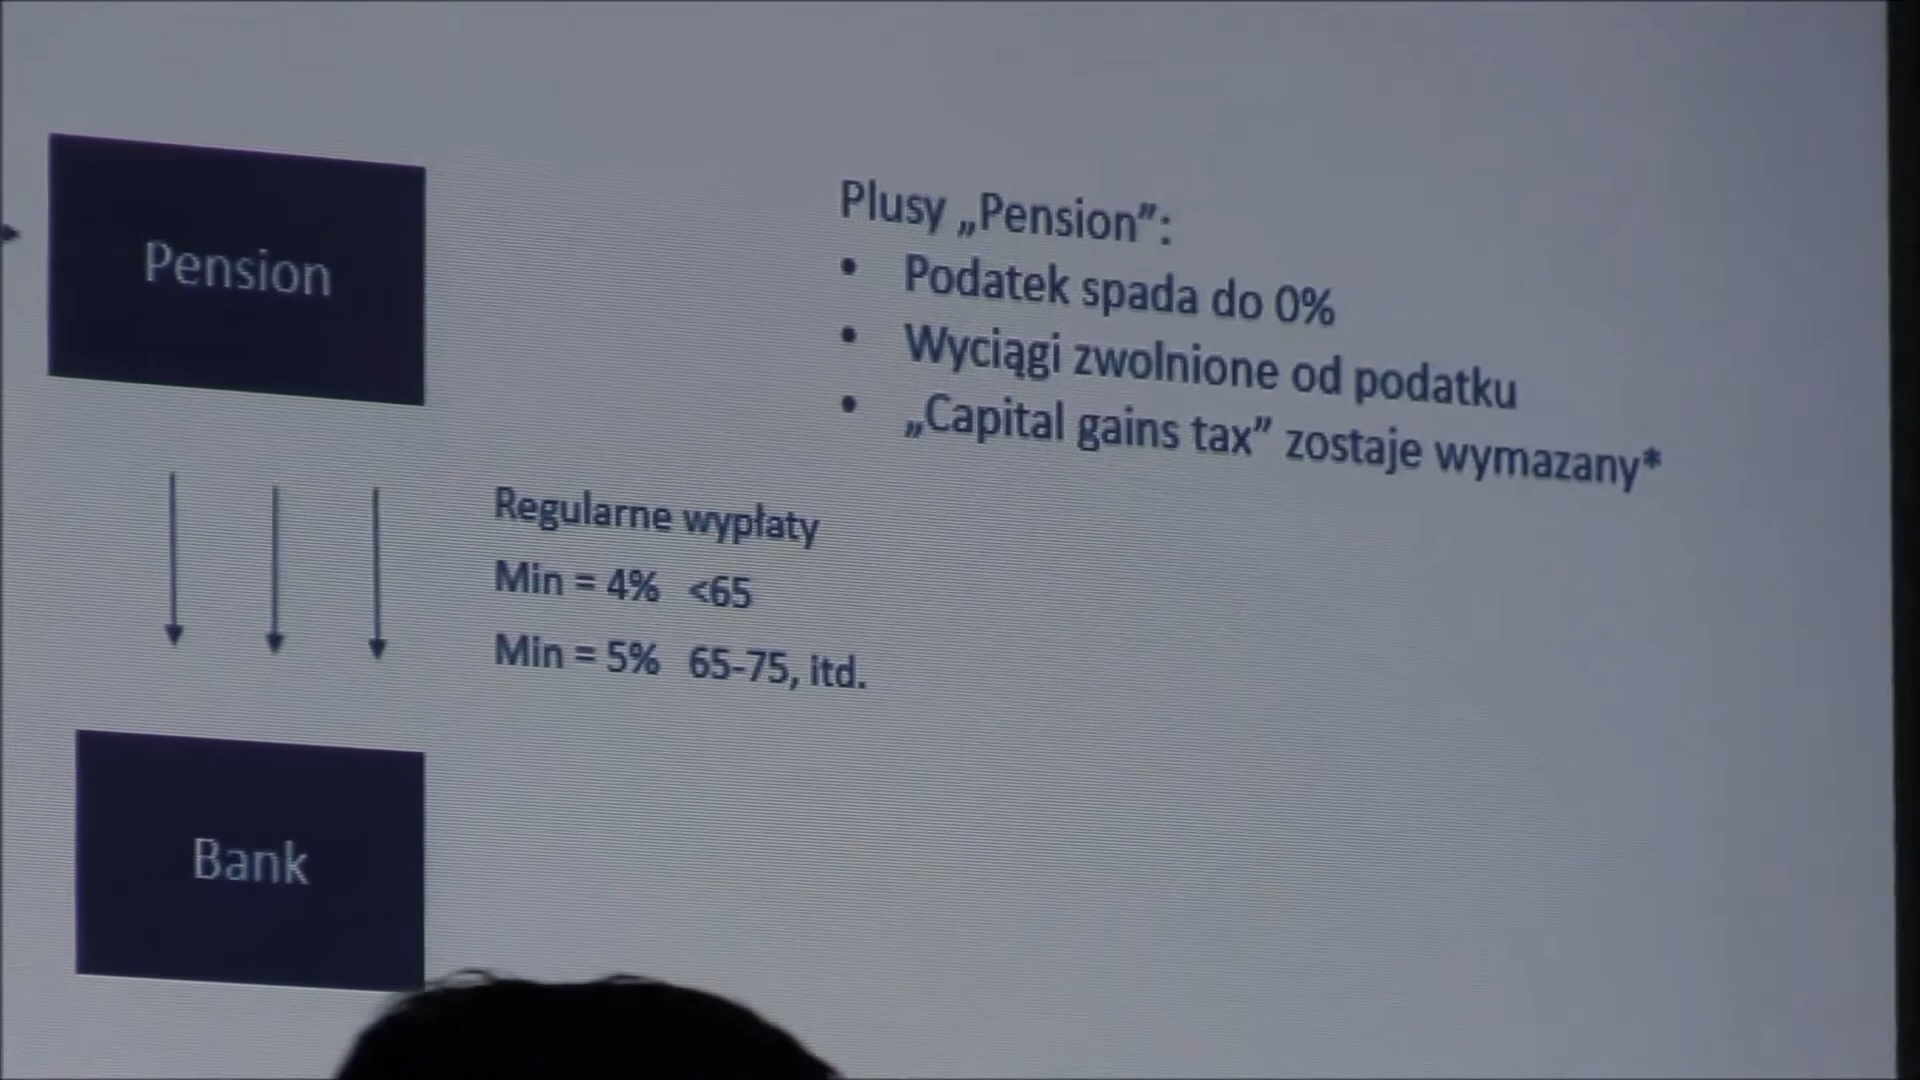 Pension
Plusy „Pension”:
• Podatek spada do 0%
• Wyciągi zwolnione od podatku
• „Capital gains tax” zostaje wymazany*
Regularne wypłaty
Min = 4% <65
Min = 5% 65-75, itd.
Bank